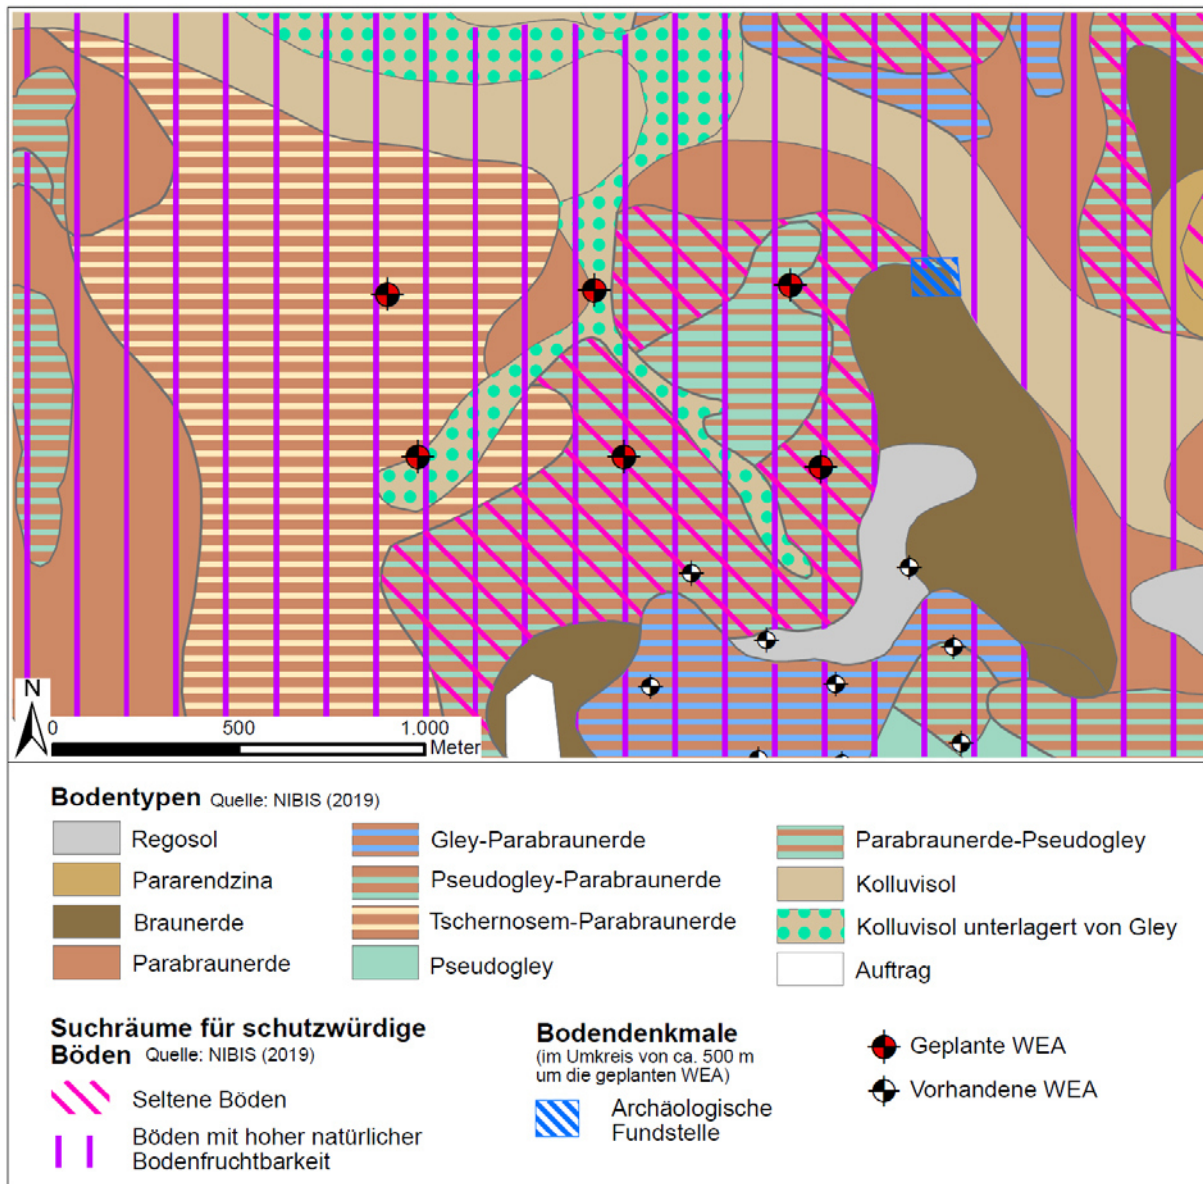 N
0 500 1.000
Meter
Bodentypen Quelle: NIBIS (2019)
Regosol
Pararendzina
Braunerde
Parabraunerde
Gley-Parabraunerde
Pseudogley-Parabraunerde
Tschernosem-Parabraunerde
Pseudogley
Parabraunerde-Pseudogley
Kolluvisol
Kolluvisol unterlagert von Gley
Auftrag
Suchräume für schutzwürdige
Böden Quelle: NIBIS (2019)
Seltene Böden
Böden mit hoher natürlicher
Bodenfruchtbarkeit
Bodendenkmale
(im Umkreis von ca. 500 m
um die geplanten WEA)
Archäologische
Fundstelle
Geplante WEA
Vorhandene WEA